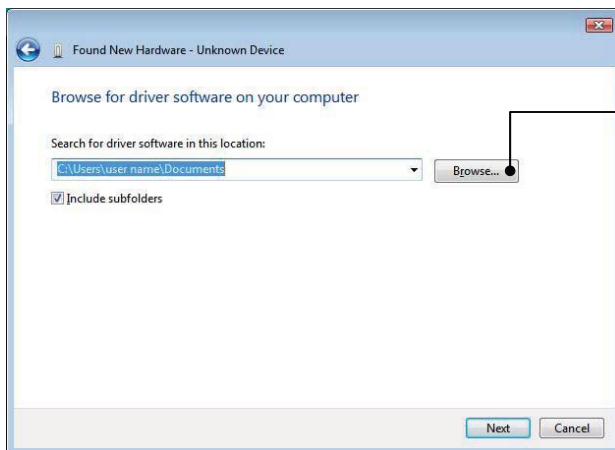 Found New Hardware - Unknown Device
Browse for driver software on your computer
Search for driver software in this location:
C:\Users\user name\Documents
Browse...
Include subfolders
Next
Cancel